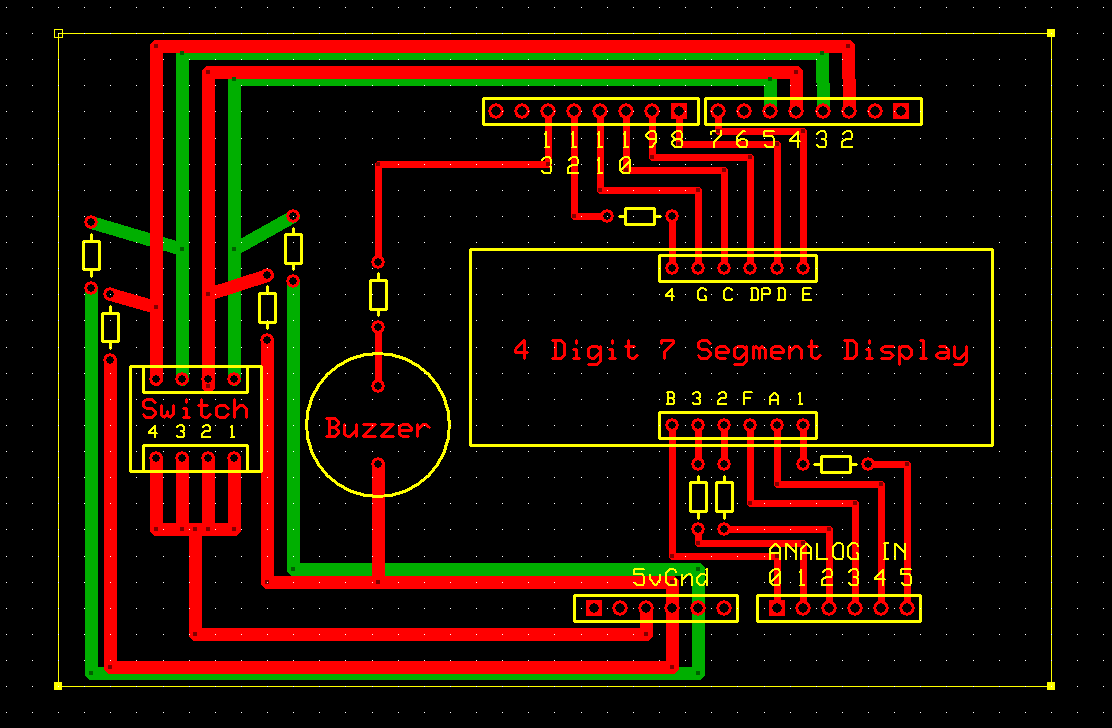 1 1 1 1 9 8 7 6 5 4 3 2
3 2 1 0
4 G C DP D E
4 Digit 7 Segment Display
B 3 2 F A 1
Switch
4 3 2 1
Buzzer
ANALOG IN
5vGnd 0 1 2 3 4 5